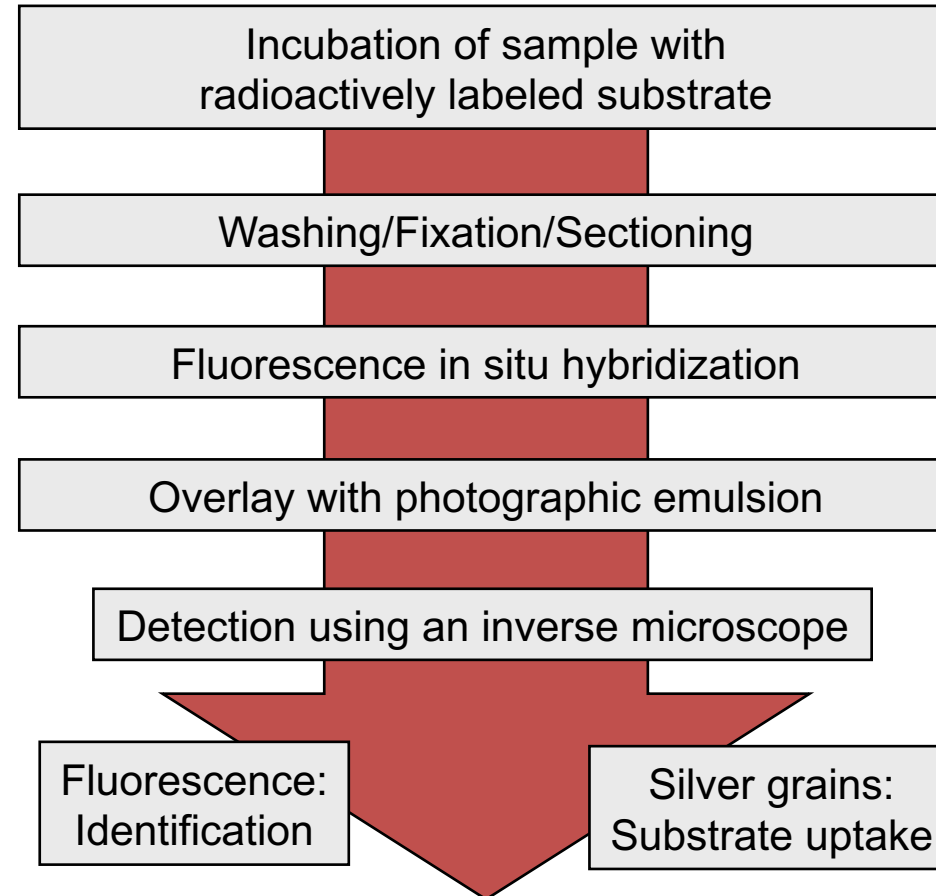 Incubation of sample with
radioactively labeled substrate
Washing/Fixation/Sectioning
Fluorescence in situ hybridization
Overlay with photographic emulsion
Detection using an inverse microscope
Fluorescence:
Identification
Silver grains:
Substrate uptake